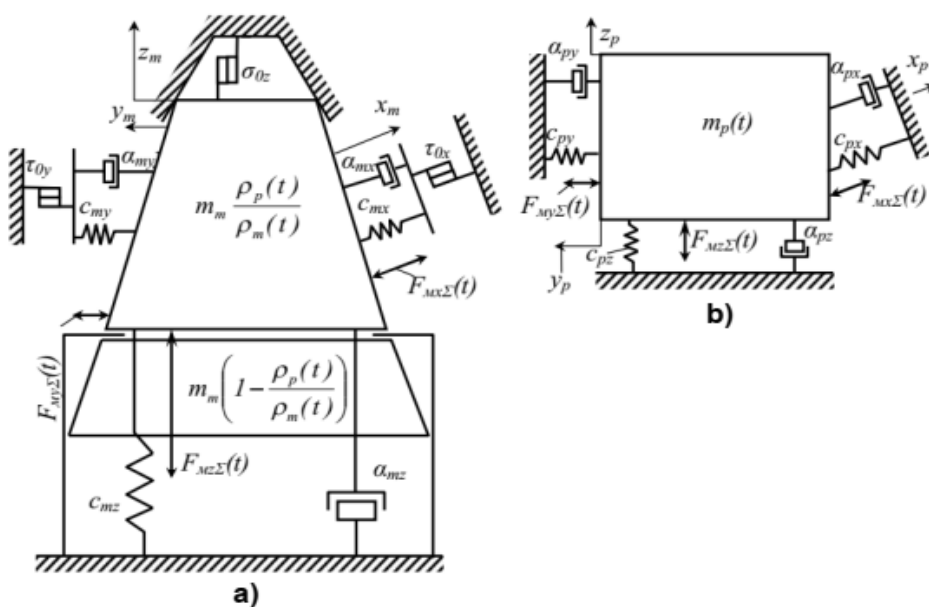 z_m
σ_0z
y_m
x_m
τ_0y
α_my
α_mx
τ_0x
c_my
c_mx
m_m ρ_p(t)/ρ_m(t)
F_мxΣ(t)
F_мyΣ(t)
m_m(1 - ρ_p(t)/ρ_m(t))
F_мzΣ(t)
c_mz
α_mz
a)
z_p
α_py
α_px
x_p
m_p(t)
c_py
c_px
F_мyΣ(t)
F_мxΣ(t)
F_мzΣ(t)
α_pz
c_pz
y_p
b)